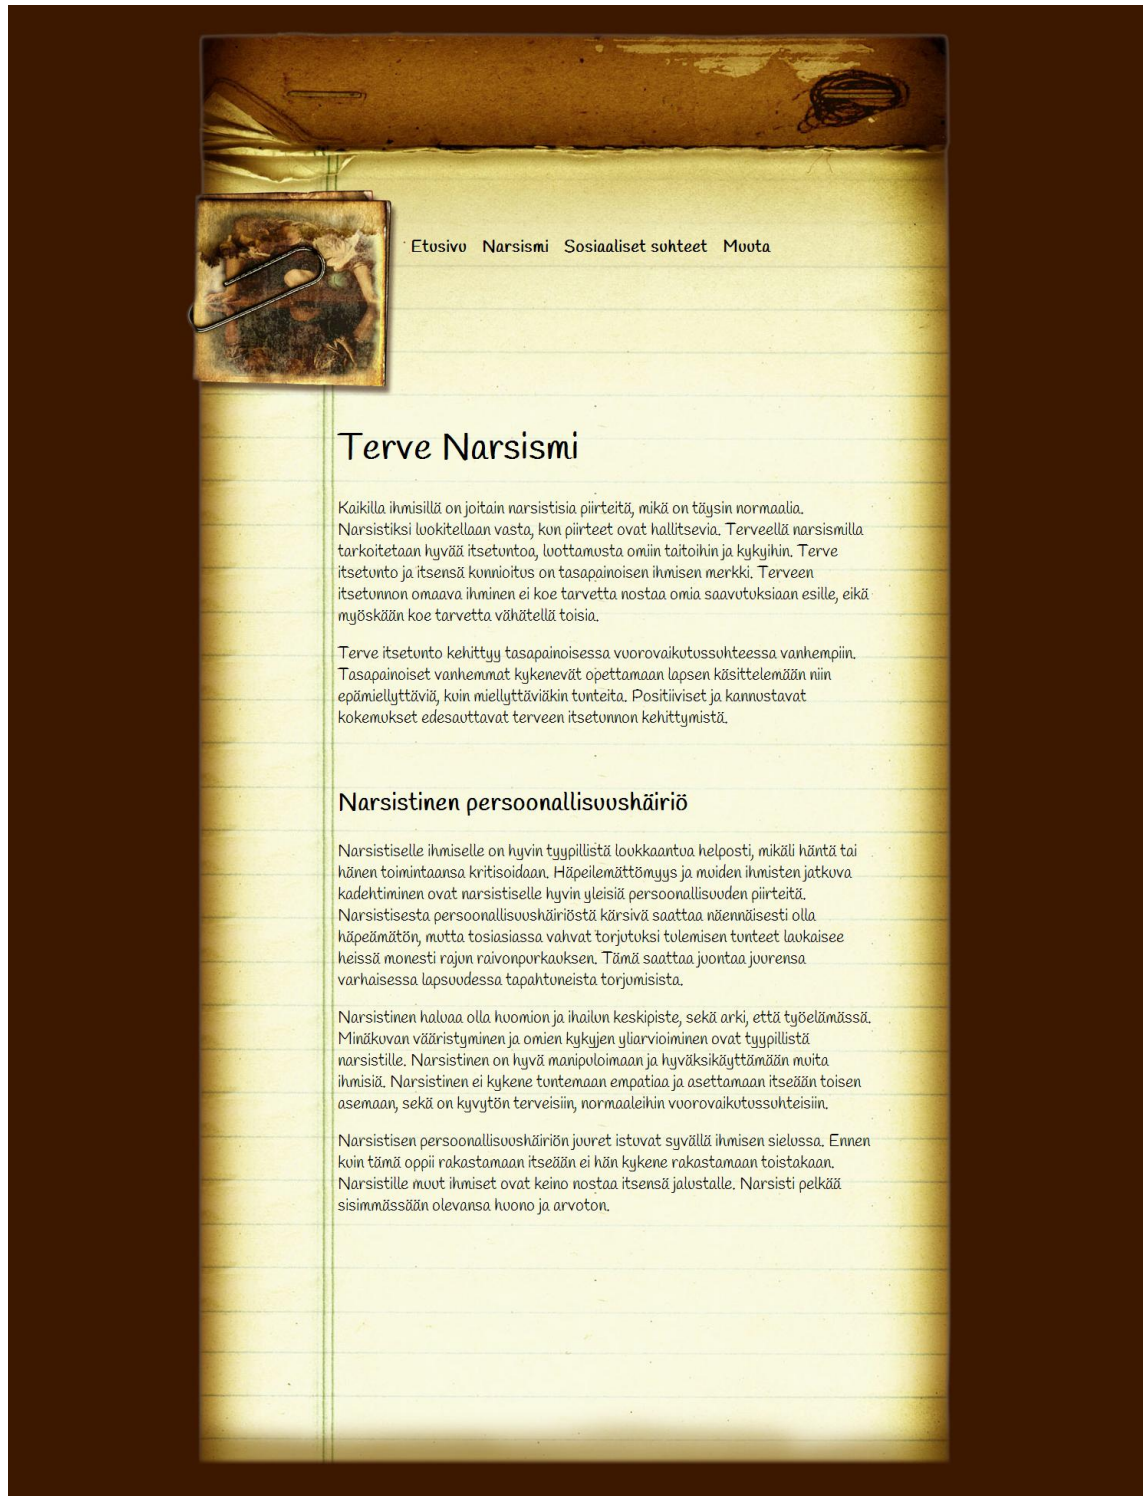 Etusivu Narsismi Sosiaaliset suhteet Muuta
Terve Narsismi
Kaikilla ihmisillä on joitain narsistisia piirteitä, mikä on täysin normaalia.
Narsistiksi luokitellaan vasta, kun piirteet ovat hallitsevia. Terveellä narsismilla
tarkoitetaan hyvää itsetuntoa, luottamusta omiin taitoihin ja kykyihin. Terve
itsetunto ja itsensä kunnioitus on tasapainoisen ihmisen merkki. Terveen
itsetunnon omaava ihminen ei koe tarvetta nostaa omia saavutuksiaan esille, eikä
myöskään koe tarvetta vähätellä toisia.
Terve itsetunto kehittyy tasapainoisessa vuorovaikutussuhteessa vanhempiin.
Tasapainoiset vanhemmat kykenevät opettamaan lapsen käsittelemään niin
epämiellyttäviä, kuin miellyttäviäkin tunteita. Positiiviset ja kannustavat
kokemukset edesauttavat terveen itsetunnon kehittymistä.
Narsistinen persoonallisuushäiriö
Narsistiselle ihmiselle on hyvin tyypillistä loukkaantua helposti, mikäli häntä tai
hänen toimintaansa kritisoidaan. Häpeilemättömyys ja muiden ihmisten jatkuva
kadehtiminen ovat narsistiselle hyvin yleisiä persoonallisuuden piirteitä.
Narsistisesta persoonallisuushäiriöstä kärsivä saattaa näennäisesti olla
häpeämätön, mutta tosiasiassa vahvat torjutuksi tulemisen tunteet laukaisee
heissä monesti rajun raivonpurkauksen. Tämä saattaa juontaa juurensa
varhaisessa lapsuudessa tapahtuneista torjumisista.
Narsistinen haluaa olla huomion ja ihailun keskipiste, sekä arki, että työelämässä.
Minäkuvan vääristyminen ja omien kykyjen yliarvioiminen ovat tyypillistä
narsistille. Narsistinen on hyvä manipuloimaan ja hyväksikäyttämään muita
ihmisiä. Narsistinen ei kykene tuntemaan empatiaa ja asettamaan itseään toisen
asemaan, sekä on kyvytön terveisiin, normaaleihin vuorovaikutussuhteisiin.
Narsistisen persoonallisuushäiriön juuret istuvat syvällä ihmisen sielussa. Ennen
kuin tämä oppii rakastamaan itseään ei hän kykene rakastamaan toistakaan.
Narsistille muut ihmiset ovat keino nostaa itsensä jalustalle. Narsisti pelkää
sisimmässään olevansa huono ja arvoton.